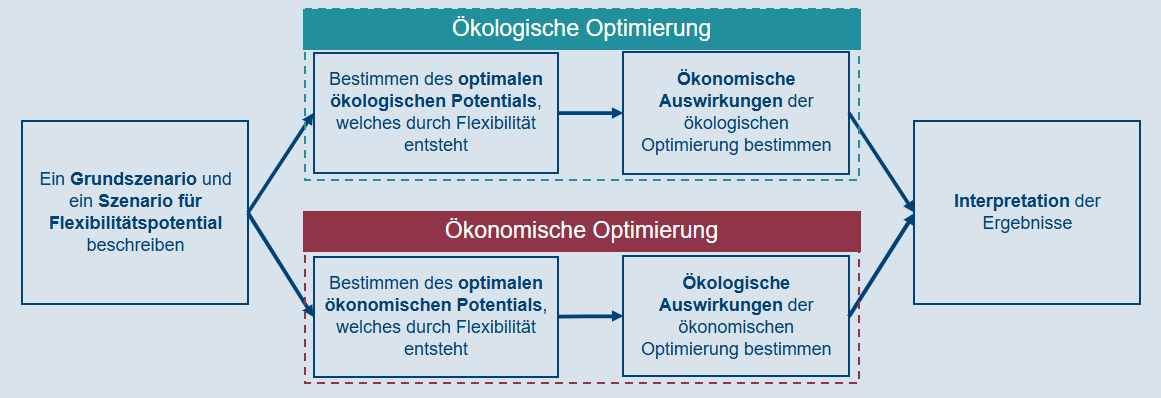 Ein Grundszenario und
ein Szenario für
Flexibilitätspotential
beschreiben
Ökologische Optimierung
Bestimmen des optimalen
ökologischen Potentials,
welches durch Flexibilität
entsteht
Ökonomische
Auswirkungen der
ökologischen
Optimierung bestimmen
Ökonomische Optimierung
Bestimmen des optimalen
ökonomischen Potentials,
welches durch Flexibilität
entsteht
Ökologische
Auswirkungen der
ökonomischen
Optimierung bestimmen
Interpretation der
Ergebnisse